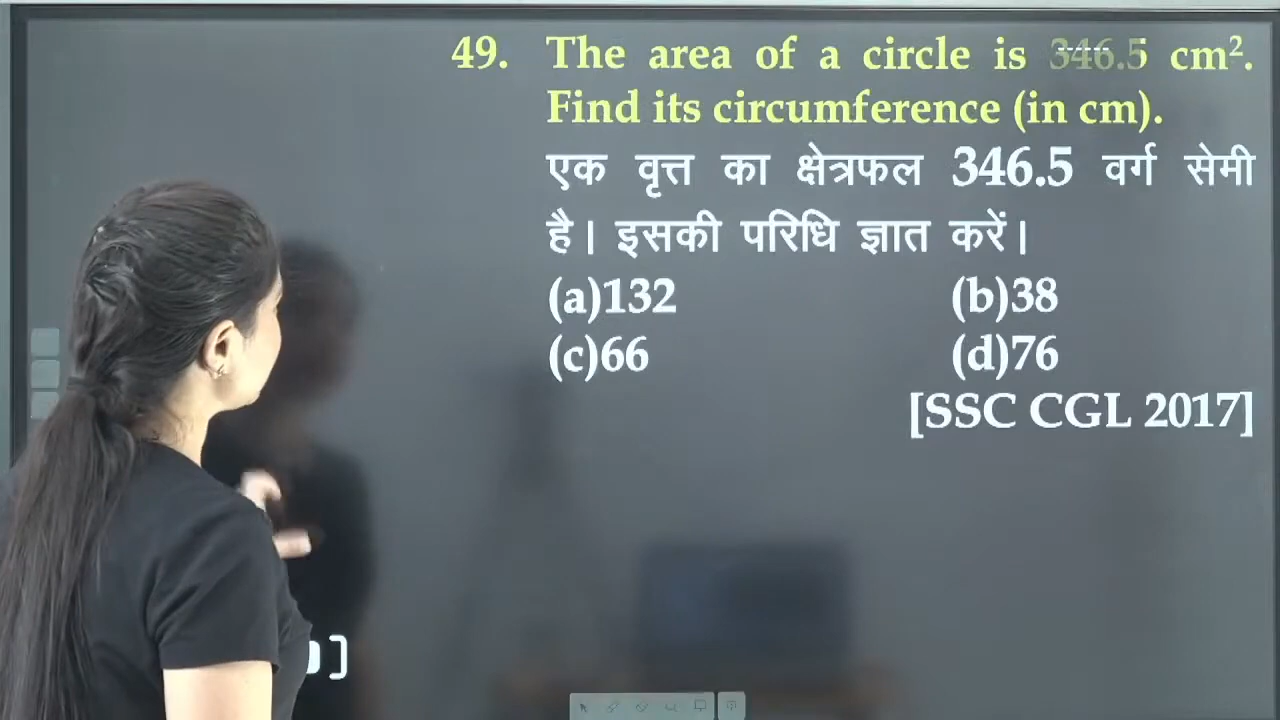 49. The area of a circle is 346.5 cm².
Find its circumference (in cm).
एक वृत्त का क्षेत्रफल 346.5 वर्ग सेमी
है। इसकी परिधि ज्ञात करें।
(a)132 (b)38
(c)66 (d)76
[SSC CGL 2017]
]